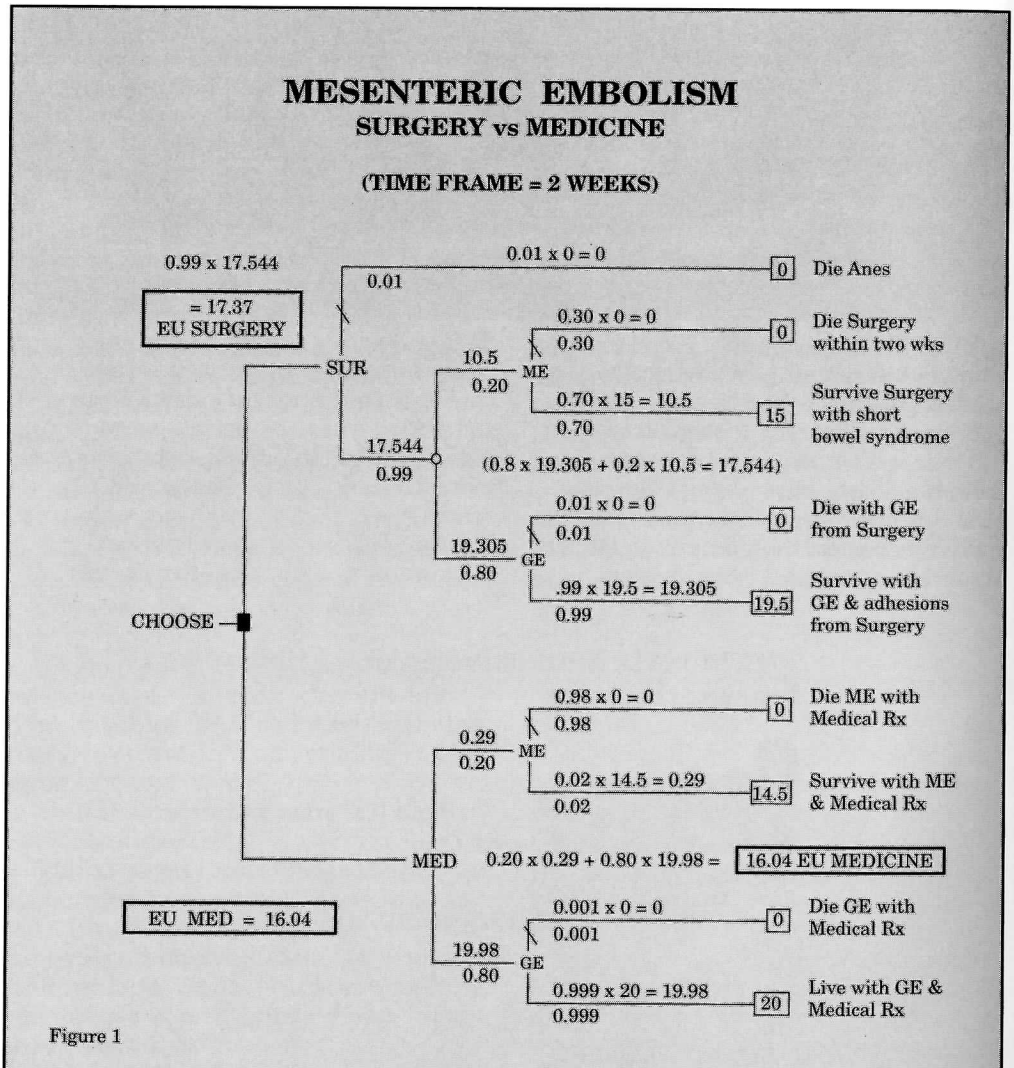 MESENTERIC EMBOLISM
SURGERY vs MEDICINE
(TIME FRAME = 2 WEEKS)
0.99 x 17.544
= 17.37
EU SURGERY
0.01 x 0 = 0
0.01
0
Die Anes
SUR
0.30 x 0 = 0
0.30
0
Die Surgery
within two wks
10.5
0.20
ME
0.70 x 15 = 10.5
0.70
15
Survive Surgery
with short
bowel syndrome
17.544
0.99
(0.8 x 19.305 + 0.2 x 10.5 = 17.544)
0.01 x 0 = 0
0.01
0
Die with GE
from Surgery
19.305
0.80
GE
.99 x 19.5 = 19.305
0.99
19.5
Survive with
GE & adhesions
from Surgery
CHOOSE
0.98 x 0 = 0
0.98
0
Die ME with
Medical Rx
0.29
0.20
ME
0.02 x 14.5 = 0.29
0.02
14.5
Survive with ME
& Medical Rx
MED
0.20 x 0.29 + 0.80 x 19.98 =
16.04 EU MEDICINE
EU MED = 16.04
0.001 x 0 = 0
0.001
0
Die GE with
Medical Rx
19.98
0.80
GE
0.999 x 20 = 19.98
0.999
20
Live with GE &
Medical Rx
Figure 1